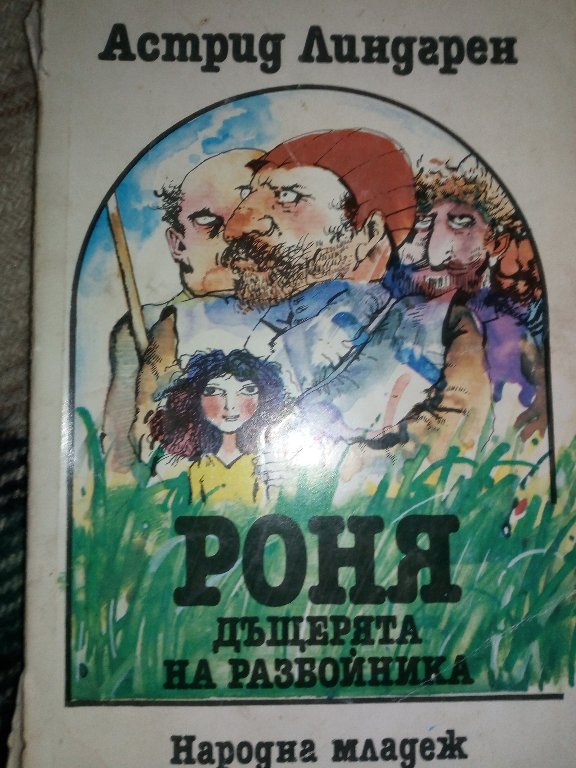 Астрид Линдгрен
РОНЯ
ДЪЩЕРЯТА
НА РАЗБОЙНИКА
Народна младеж